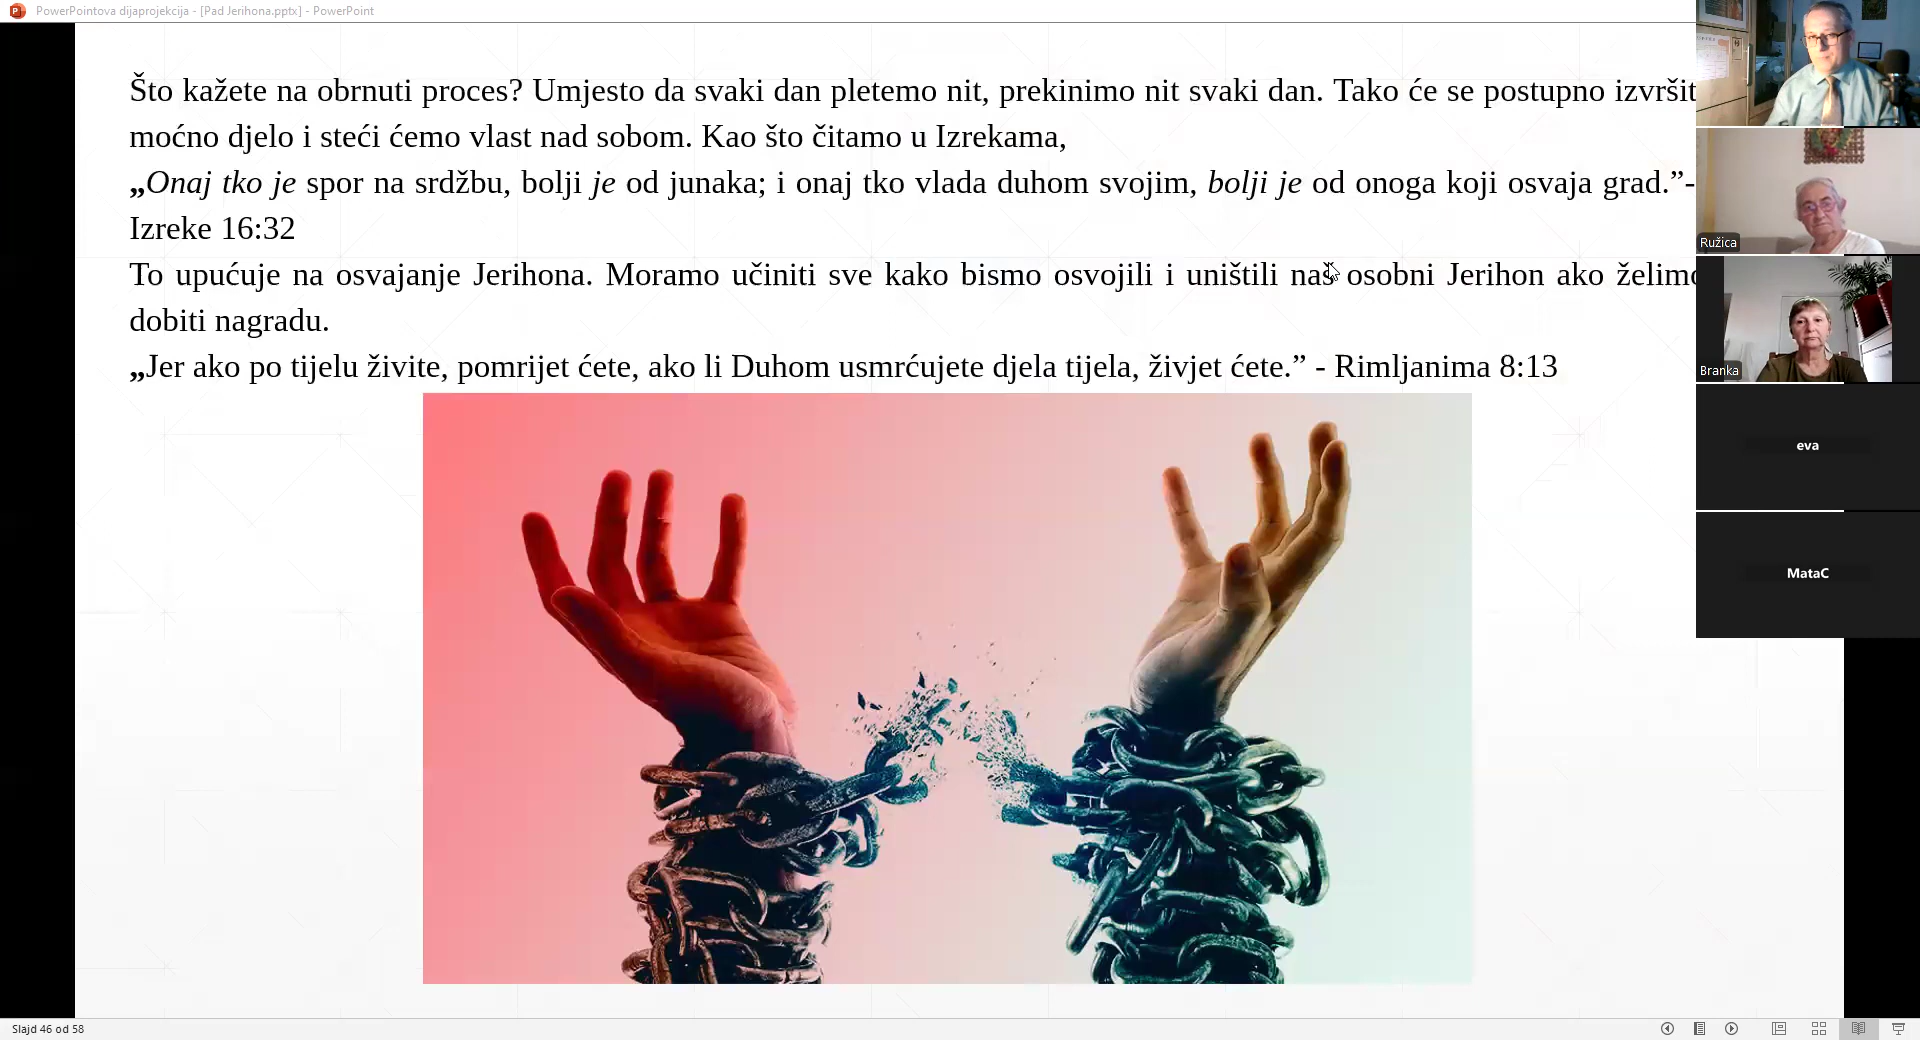 PowerPointova dijaprojekcija - [Pad Jerihona.pptx] - PowerPoint
Što kažete na obrnuti proces? Umjesto da svaki dan pletemo nit, prekinimo nit svaki dan. Tako će se postupno izvršit
moćno djelo i steći ćemo vlast nad sobom. Kao što čitamo u Izrekama,
„Onaj tko je spor na srdžbu, bolji je od junaka; i onaj tko vlada duhom svojim, bolji je od onoga koji osvaja grad.”-
Izreke 16:32
To upućuje na osvajanje Jerihona. Moramo učiniti sve kako bismo osvojili i uništili naš osobni Jerihon ako želimo
dobiti nagradu.
„Jer ako po tijelu živite, pomrijet ćete, ako li Duhom usmrćujete djela tijela, živjet ćete.” - Rimljanima 8:13
Ružica
Branka
eva
MataC
Slajd 46 od 58